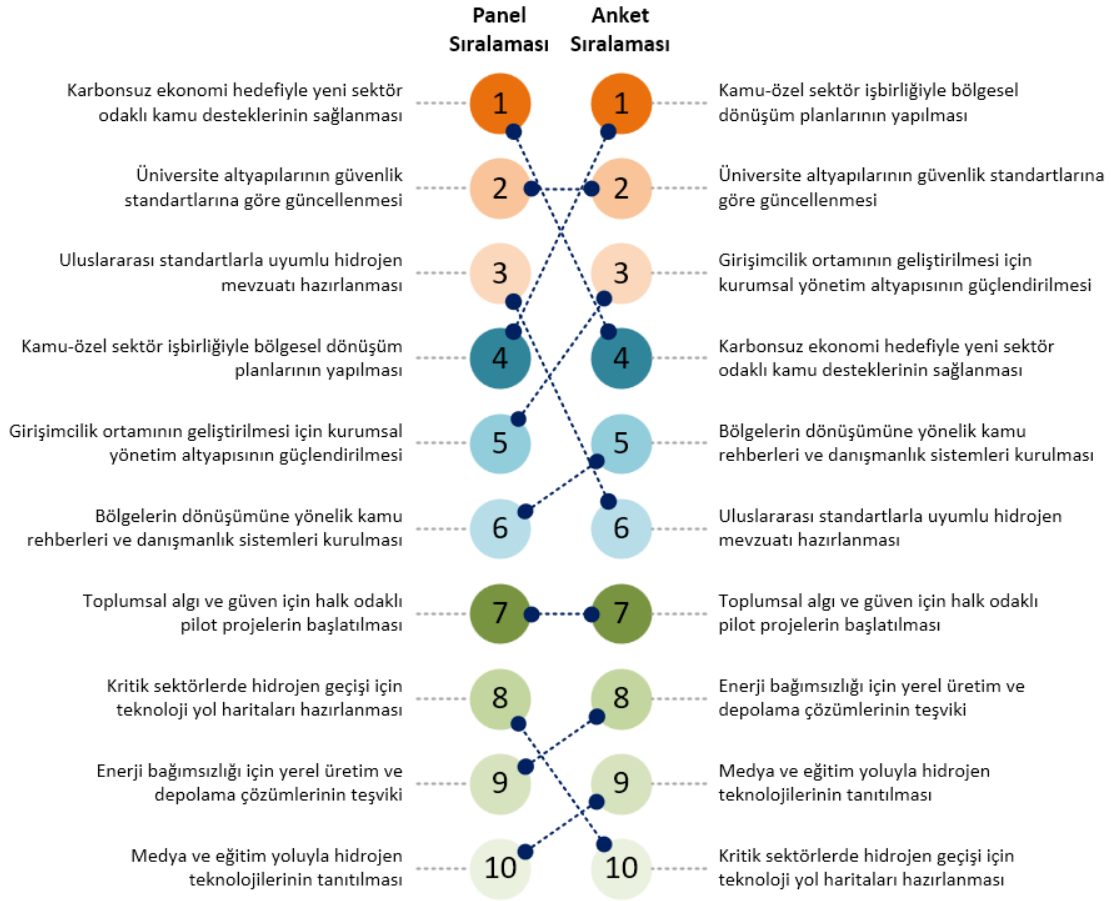 Panel
Sıralaması
Anket
Sıralaması
Karbonsuz ekonomi hedefiyle yeni sektör
odaklı kamu desteklerinin sağlanması
1
1
Kamu-özel sektör işbirliğiyle bölgesel
dönüşüm planlarının yapılması
Üniversite altyapılarının güvenlik
standartlarına göre güncellenmesi
2
2
Üniversite altyapılarının güvenlik standartlarına
göre güncellenmesi
Uluslararası standartlarla uyumlu hidrojen
mevzuatı hazırlanması
3
3
Girişimcilik ortamının geliştirilmesi için
kurumsal yönetim altyapısının güçlendirilmesi
Kamu-özel sektör işbirliğiyle bölgesel dönüşüm
planlarının yapılması
4
4
Karbonsuz ekonomi hedefiyle yeni sektör
odaklı kamu desteklerinin sağlanması
Girişimcilik ortamının geliştirilmesi için kurumsal
yönetim altyapısının güçlendirilmesi
5
5
Bölgelerin dönüşümüne yönelik kamu
rehberleri ve danışmanlık sistemleri kurulması
Bölgelerin dönüşümüne yönelik kamu
rehberleri ve danışmanlık sistemleri kurulması
6
6
Uluslararası standartlarla uyumlu hidrojen
mevzuatı hazırlanması
Toplumsal algı ve güven için halk odaklı
pilot projelerin başlatılması
7
7
Toplumsal algı ve güven için halk odaklı
pilot projelerin başlatılması
Kritik sektörlerde hidrojen geçişi için
teknoloji yol haritaları hazırlanması
8
8
Enerji bağımsızlığı için yerel üretim ve
depolama çözümlerinin teşviki
Enerji bağımsızlığı için yerel üretim ve
depolama çözümlerinin teşviki
9
9
Medya ve eğitim yoluyla hidrojen
teknolojilerinin tanıtılması
Medya ve eğitim yoluyla hidrojen
teknolojilerinin tanıtılması
10
10
Kritik sektörlerde hidrojen geçişi için
teknoloji yol haritaları hazırlanması